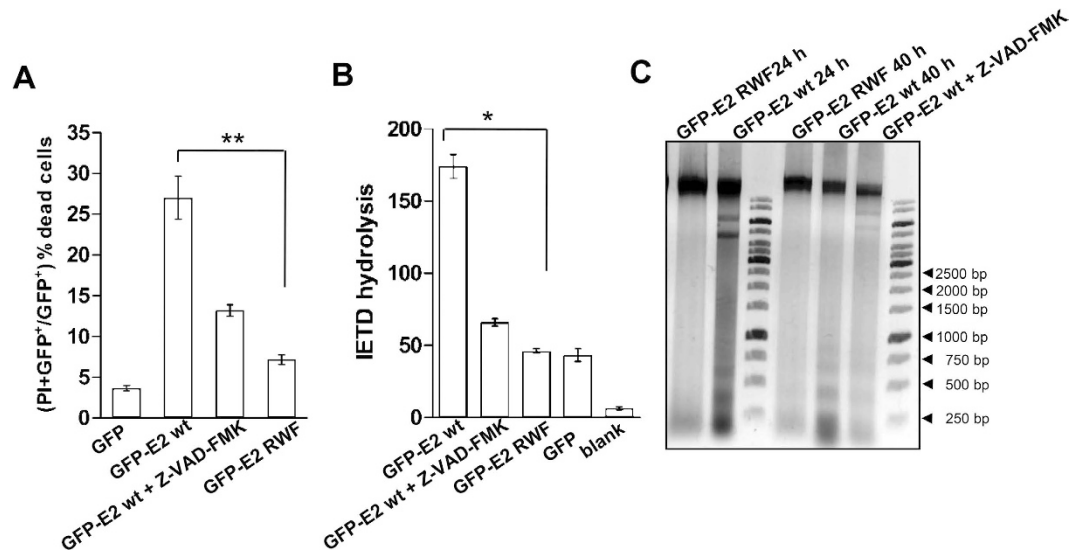 A
(PI+GFP+/GFP+) % dead cells
35
30
25
20
15
10
5
0
**
GFP
GFP-E2 wt
GFP-E2 wt + Z-VAD-FMK
GFP-E2 RWF
B
IETD hydrolysis
200
150
100
50
0
*
GFP-E2 wt
GFP-E2 wt + Z-VAD-FMK
GFP-E2 RWF
GFP
blank
C
GFP-E2 RWF24 h
GFP-E2 wt 24 h
GFP-E2 RWF 40 h
GFP-E2 wt 40 h
GFP-E2 wt + Z-VAD-FMK
2500 bp
2000 bp
1500 bp
1000 bp
750 bp
500 bp
250 bp